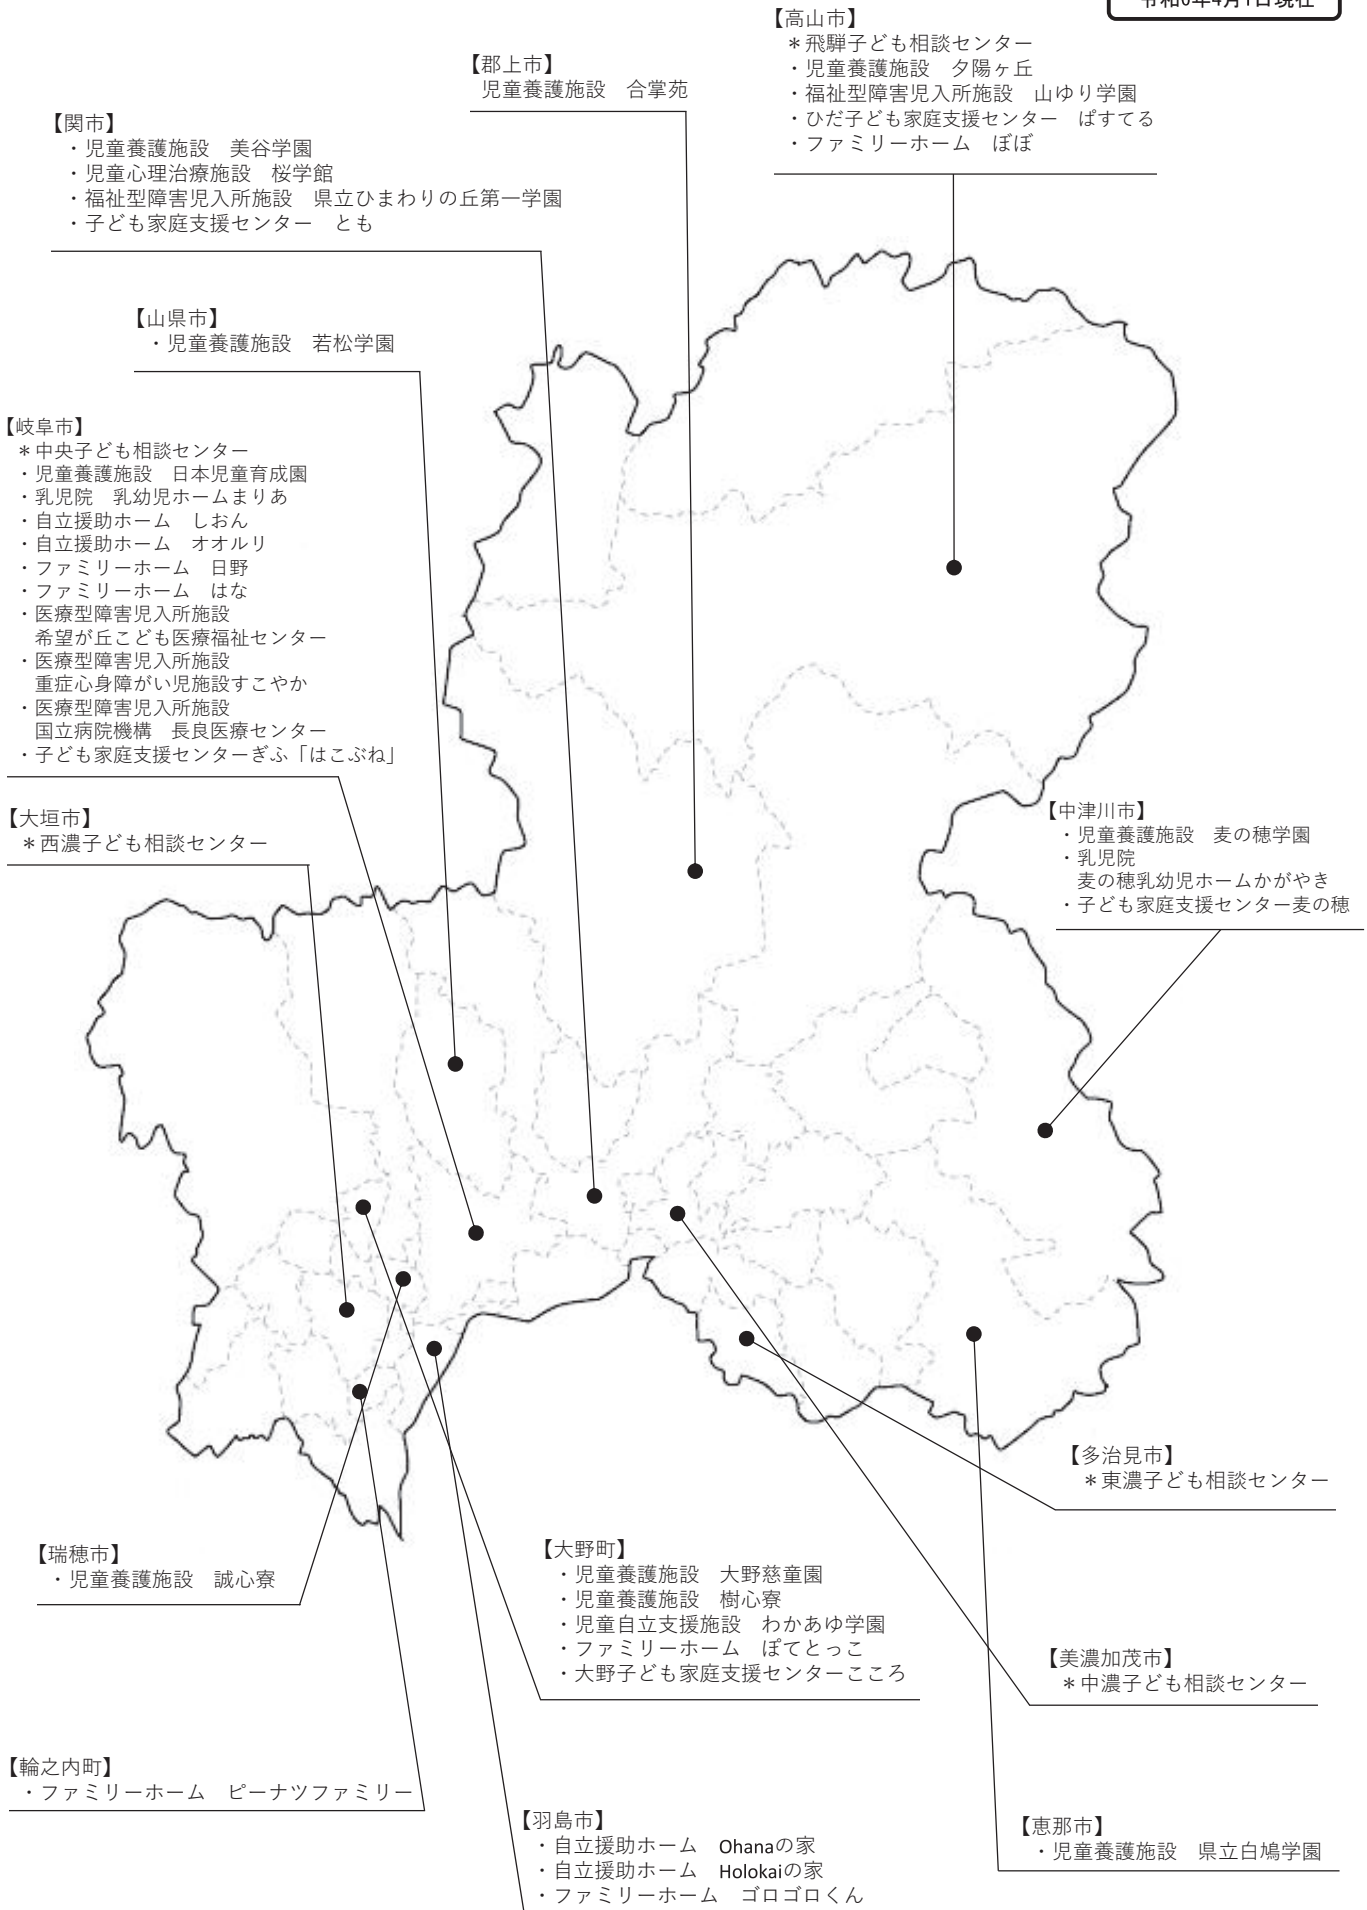 令和6年4月1日現在
【高山市】
＊飛騨子ども相談センター
・児童養護施設　夕陽ヶ丘
・福祉型障害児入所施設　山ゆり学園
・ひだ子ども家庭支援センター　ぱすてる
・ファミリーホーム　ぽぽ
【郡上市】
児童養護施設　合掌苑
【関市】
・児童養護施設　美谷学園
・児童心理治療施設　桜学館
・福祉型障害児入所施設　県立ひまわりの丘第一学園
・子ども家庭支援センター　とも
【山県市】
・児童養護施設　若松学園
【岐阜市】
＊中央子ども相談センター
・児童養護施設　日本児童育成園
・乳児院　乳幼児ホームまりあ
・自立援助ホーム　しおん
・自立援助ホーム　オオルリ
・ファミリーホーム　日野
・ファミリーホーム　はな
・医療型障害児入所施設
希望が丘こども医療福祉センター
・医療型障害児入所施設
重症心身障がい児施設すこやか
・医療型障害児入所施設
国立病院機構　長良医療センター
・子ども家庭支援センターぎふ「はこぶね」
【大垣市】
＊西濃子ども相談センター
【中津川市】
・児童養護施設　麦の穂学園
・乳児院
麦の穂乳幼児ホームかがやき
・子ども家庭支援センター麦の穂
【多治見市】
＊東濃子ども相談センター
【瑞穂市】
・児童養護施設　誠心寮
【大野町】
・児童養護施設　大野慈童園
・児童養護施設　樹心寮
・児童自立支援施設　わかあゆ学園
・ファミリーホーム　ぽてとっこ
・大野子ども家庭支援センターこころ
【美濃加茂市】
＊中濃子ども相談センター
【輪之内町】
・ファミリーホーム　ピーナツファミリー
【羽島市】
・自立援助ホーム　Ohanaの家
・自立援助ホーム　Holokaiの家
・ファミリーホーム　ゴロゴロくん
【恵那市】
・児童養護施設　県立白鳩学園